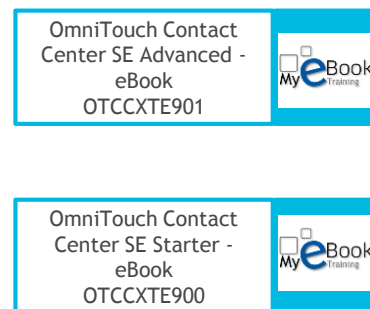 OmniTouch Contact
Center SE Advanced -
eBook
OTCCXTE901
My eBook
Training
OmniTouch Contact
Center SE Starter -
eBook
OTCCXTE900
My eBook
Training